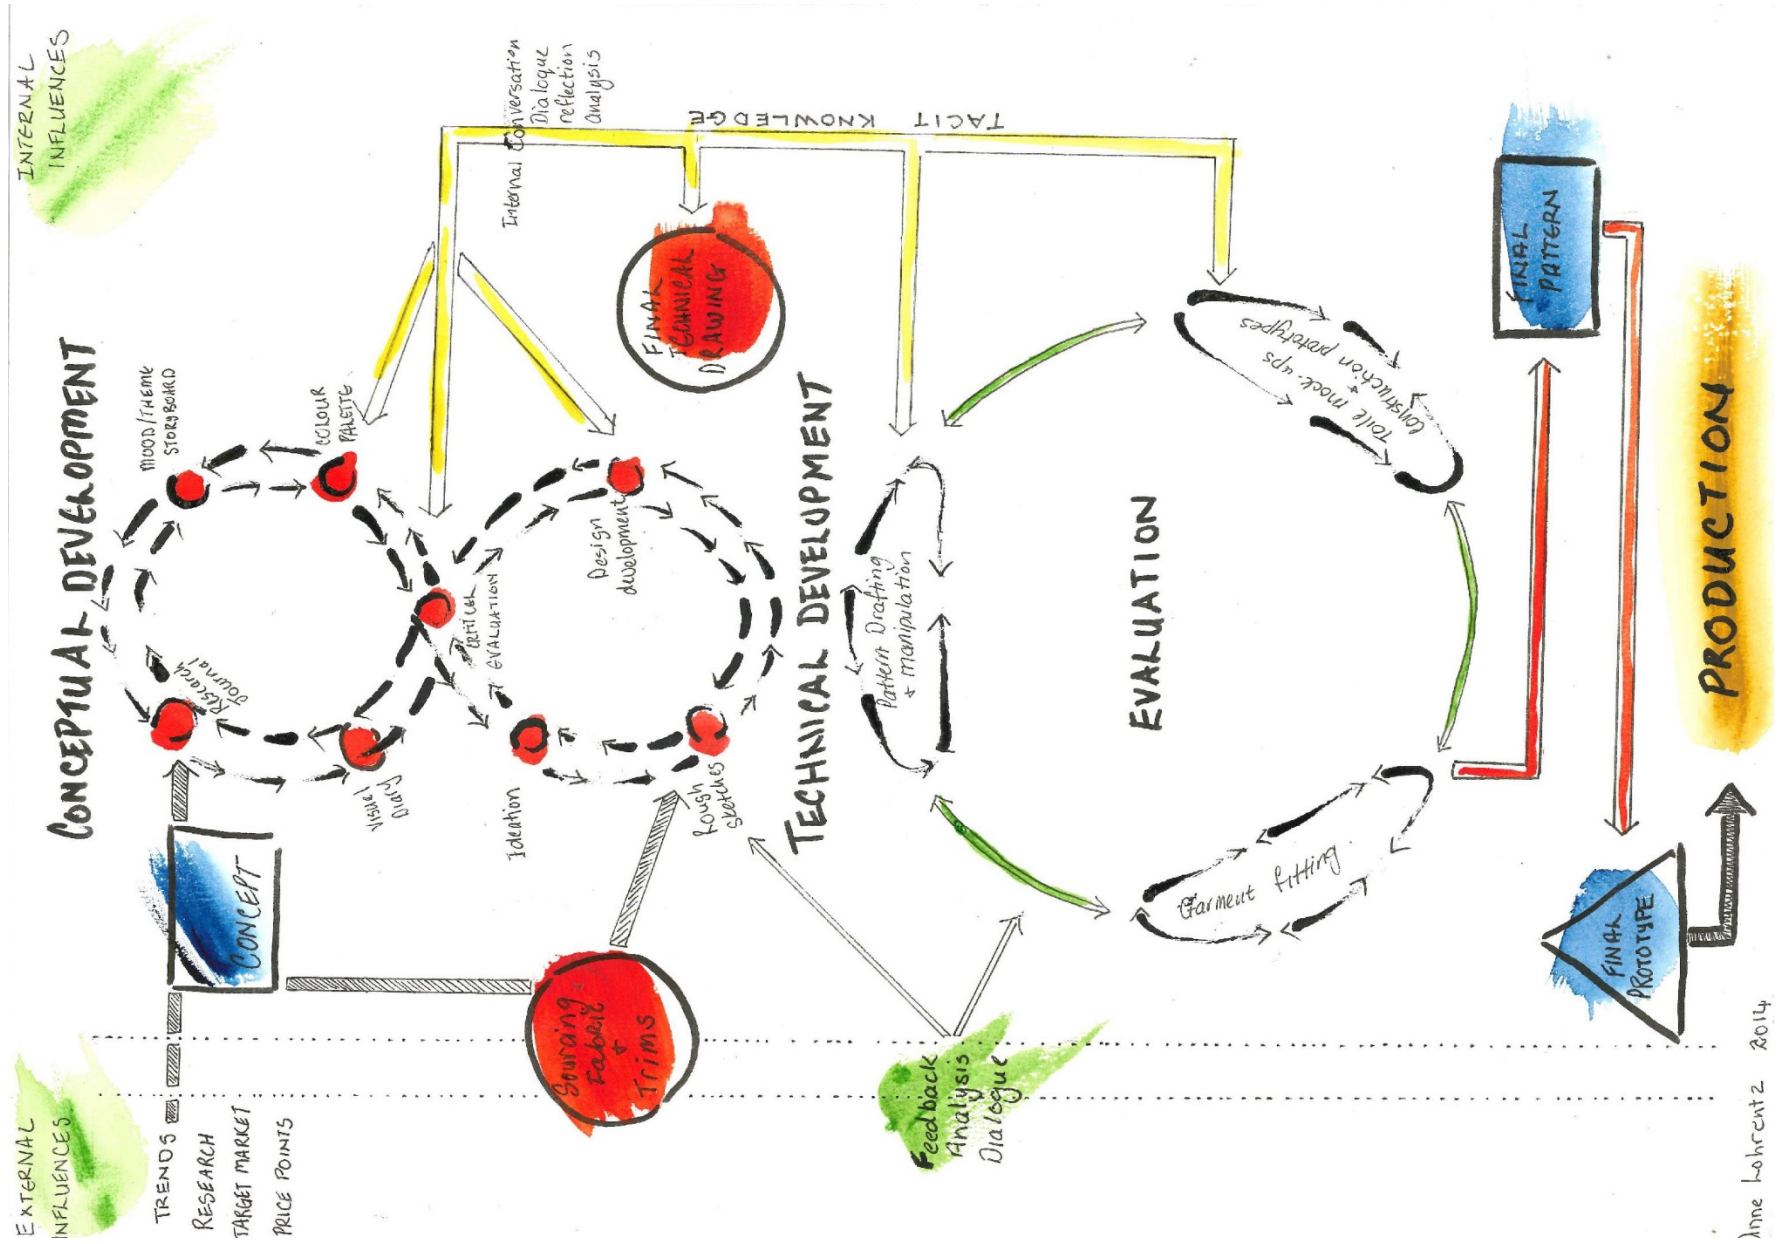 EXTERNAL
INFLUENCES
TRENDS
RESEARCH
TARGET MARKET
PRICE POINTS
INTERNAL
INFLUENCES
CONCEPTUAL DEVELOPMENT
CONCEPT
Research
Journal
MOOD/THEME
STORYBOARD
COLOUR
PALETTE
Visual
Diary
CRITICAL
EVALUATION
Internal Conversation
Dialogue
reflection
analysis
Ideation
Design
development
Rough
sketches
Sourcing
Fabric
+
Trims
FINAL
TECHNICAL
DRAWING
TACIT KNOWLEDGE
TECHNICAL DEVELOPMENT
Pattern Drafting
+ manipulation
Feedback
Analysis
Dialogue
EVALUATION
Garment fitting
Toile mock-ups
+
construction prototypes
FINAL
PATTERN
FINAL
PROTOTYPE
PRODUCTION
Anne Lohrentz 2014